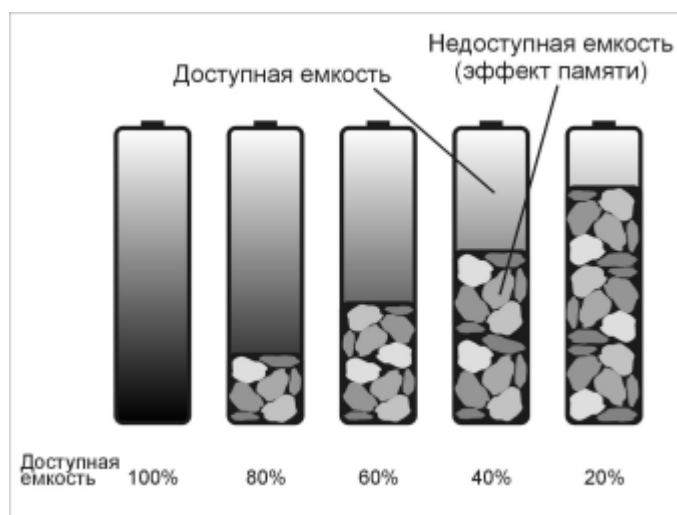 Недоступная емкость
(эффект памяти)
Доступная емкость
Доступная
емкость
100%
80%
60%
40%
20%